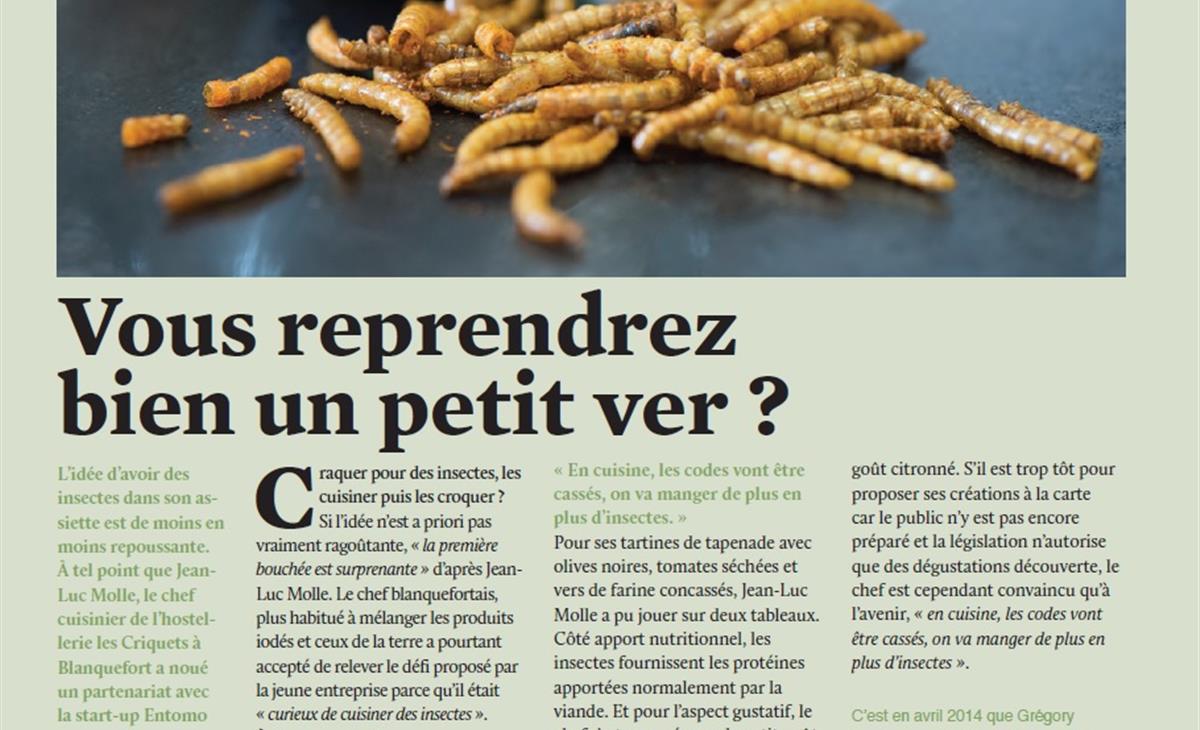 Vous reprendrez
bien un petit ver ?
L’idée d’avoir des
insectes dans son as-
siette est de moins en
moins repoussante.
À tel point que Jean-
Luc Molle, le chef
cuisinier de l’hostel-
lerie les Criquets à
Blanquefort a noué
un partenariat avec
la start-up Entomo
Craquer pour des insectes, les
cuisiner puis les croquer ?
Si l’idée n’est a priori pas
vraiment ragoûtante, « la première
bouchée est surprenante » d’après Jean-
Luc Molle. Le chef blanquefortais,
plus habitué à mélanger les produits
iodés et ceux de la terre a pourtant
accepté de relever le défi proposé par
la jeune entreprise parce qu’il était
« curieux de cuisiner des insectes ».
« En cuisine, les codes vont être
cassés, on va manger de plus en
plus d’insectes. »
Pour ses tartines de tapenade avec
olives noires, tomates séchées et
vers de farine concassés, Jean-Luc
Molle a pu jouer sur deux tableaux.
Côté apport nutritionnel, les
insectes fournissent les protéines
apportées normalement par la
viande. Et pour l’aspect gustatif, le
goût citronné. S’il est trop tôt pour
proposer ses créations à la carte
car le public n’y est pas encore
préparé et la législation n’autorise
que des dégustations découverte, le
chef est cependant convaincu qu’à
l’avenir, « en cuisine, les codes vont
être cassés, on va manger de plus en
plus d’insectes ».
C’est en avril 2014 que Grégory